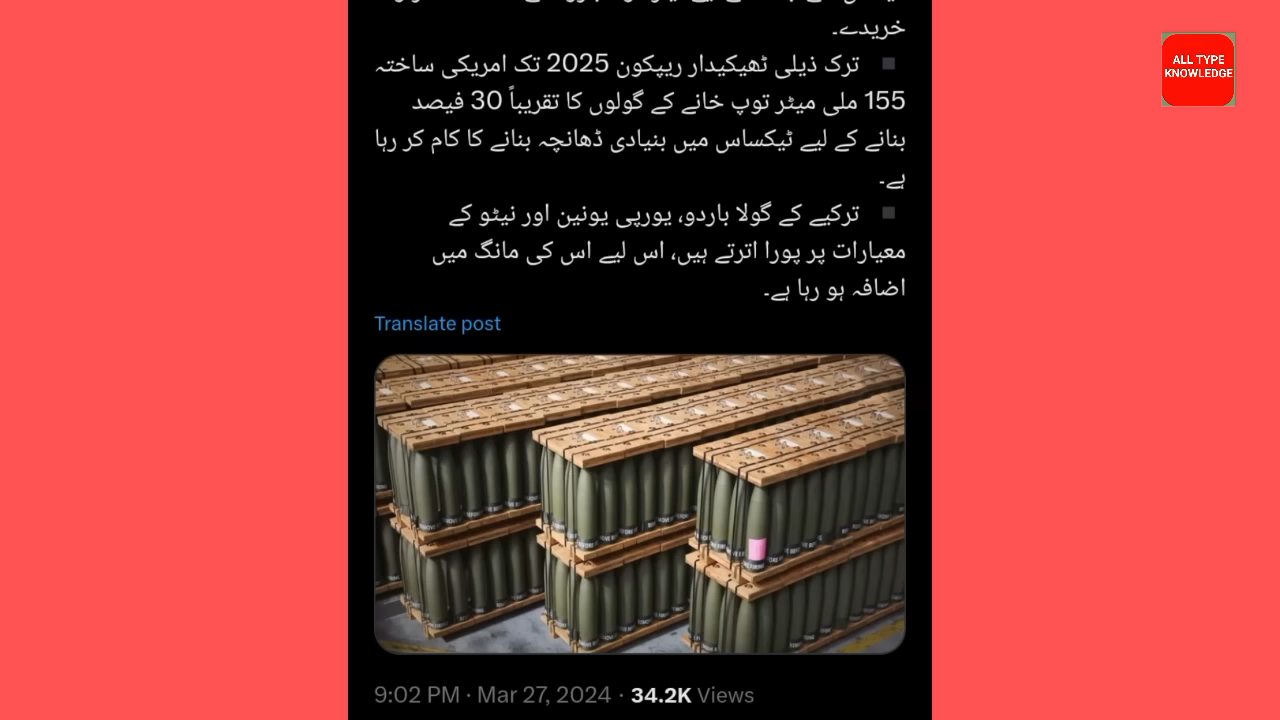 خریدے۔
▪ ترک ذیلی ٹھیکیدار ریپکون 2025 تک امریکی ساختہ
155 ملی میٹر توپ خانے کے گولوں کا تقریباً 30 فیصد
بنانے کے لیے ٹیکساس میں بنیادی ڈھانچہ بنانے کا کام کر رہا
ہے۔
▪ ترکیے کے گولا باردو، یورپی یونین اور نیٹو کے
معیارات پر پورا اترتے ہیں، اس لیے اس کی مانگ میں
اضافہ ہو رہا ہے۔
Translate post
9:02 PM · Mar 27, 2024 · 34.2K Views
ALL TYPE
KNOWLEDGE